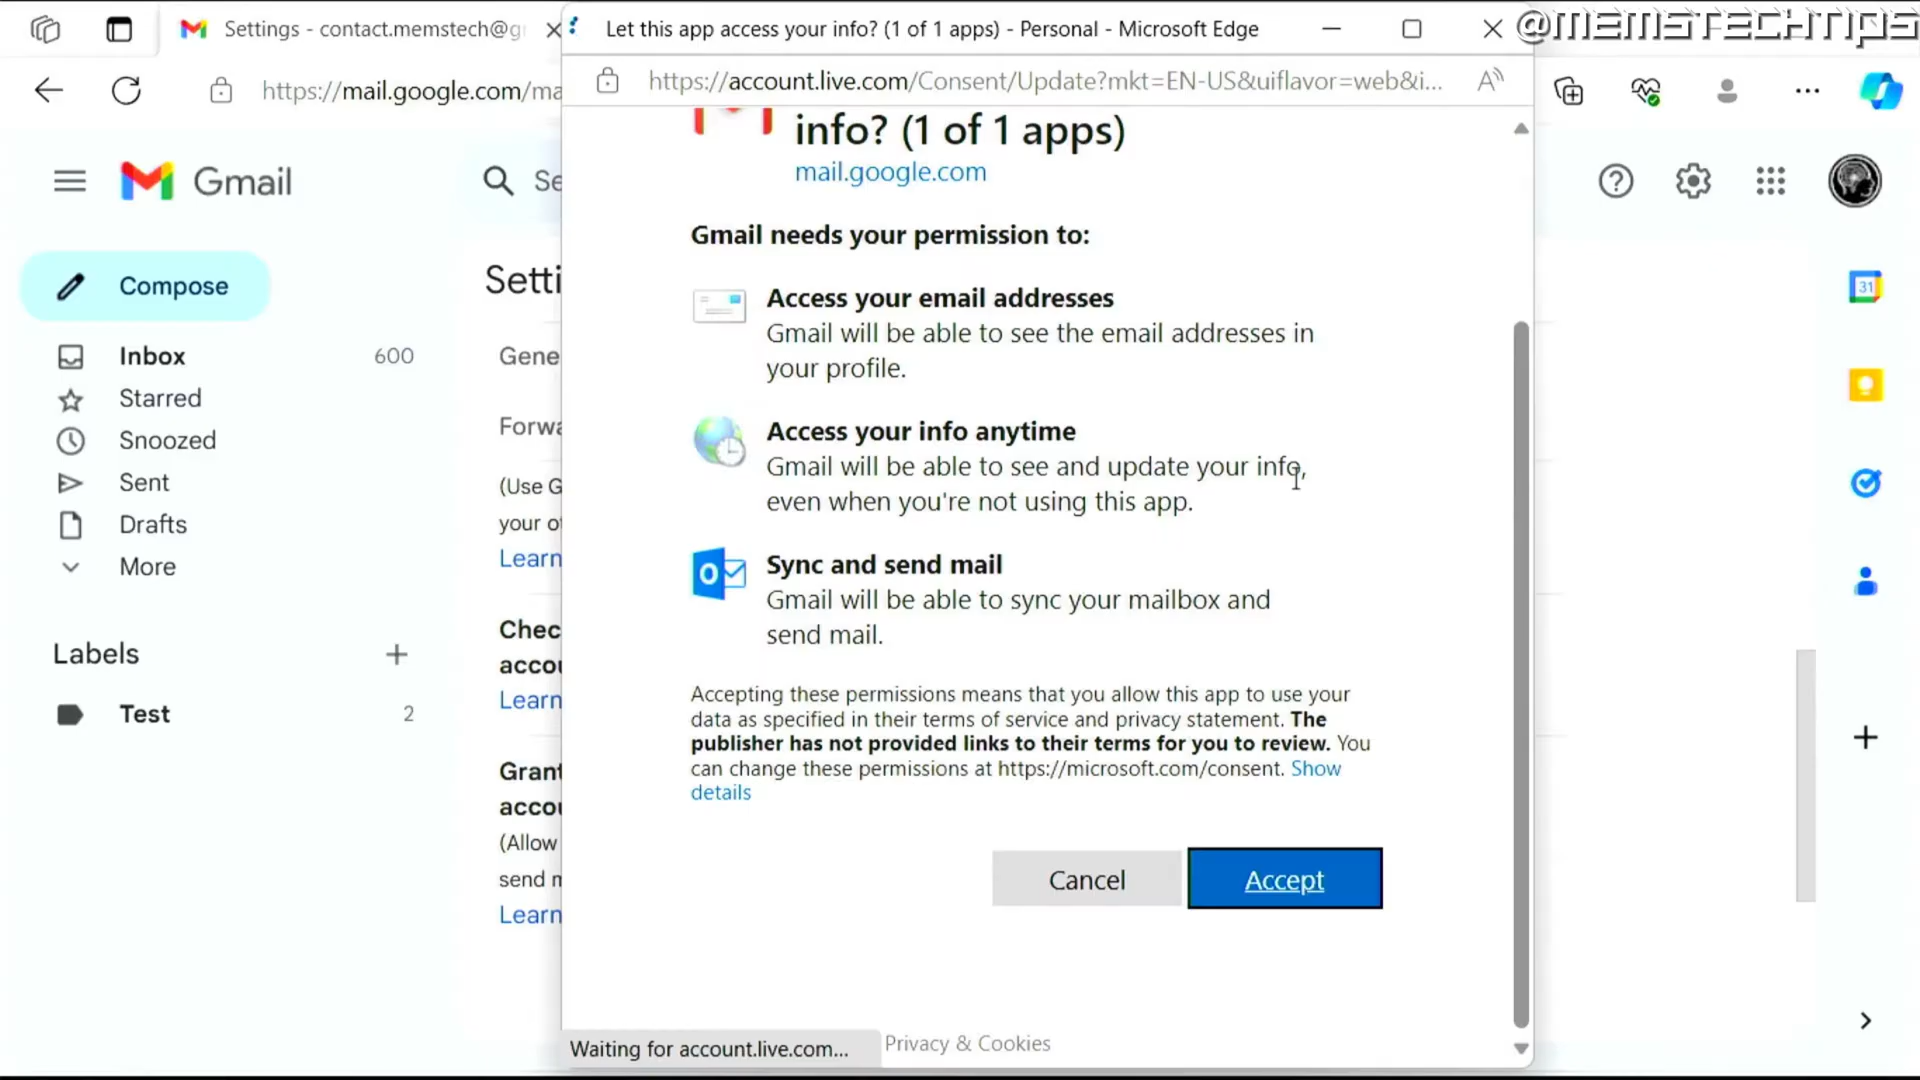 Settings - contact.memstech@g
Let this app access your info? (1 of 1 apps) - Personal - Microsoft Edge
@MEMSTECHTIPS
https://mail.google.com/ma
https://account.live.com/Consent/Update?mkt=EN-US&uiflavor=web&i...
info? (1 of 1 apps)
mail.google.com
Gmail
Se
Gmail needs your permission to:
Compose
Setti
Access your email addresses
Gmail will be able to see the email addresses in
your profile.
Inbox 600
Gene
Starred
Snoozed
Forwa
Access your info anytime
Gmail will be able to see and update your info,
even when you're not using this app.
Sent
(Use G
Drafts
your o
Learn
More
Sync and send mail
Gmail will be able to sync your mailbox and
send mail.
Chec
accou
Learn
Labels
Test 2
Accepting these permissions means that you allow this app to use your
data as specified in their terms of service and privacy statement. The
publisher has not provided links to their terms for you to review. You
can change these permissions at https://microsoft.com/consent. Show
details
Grant
accou
(Allow
send m
Learn
Cancel
Accept
Waiting for account.live.com...
Privacy & Cookies
31